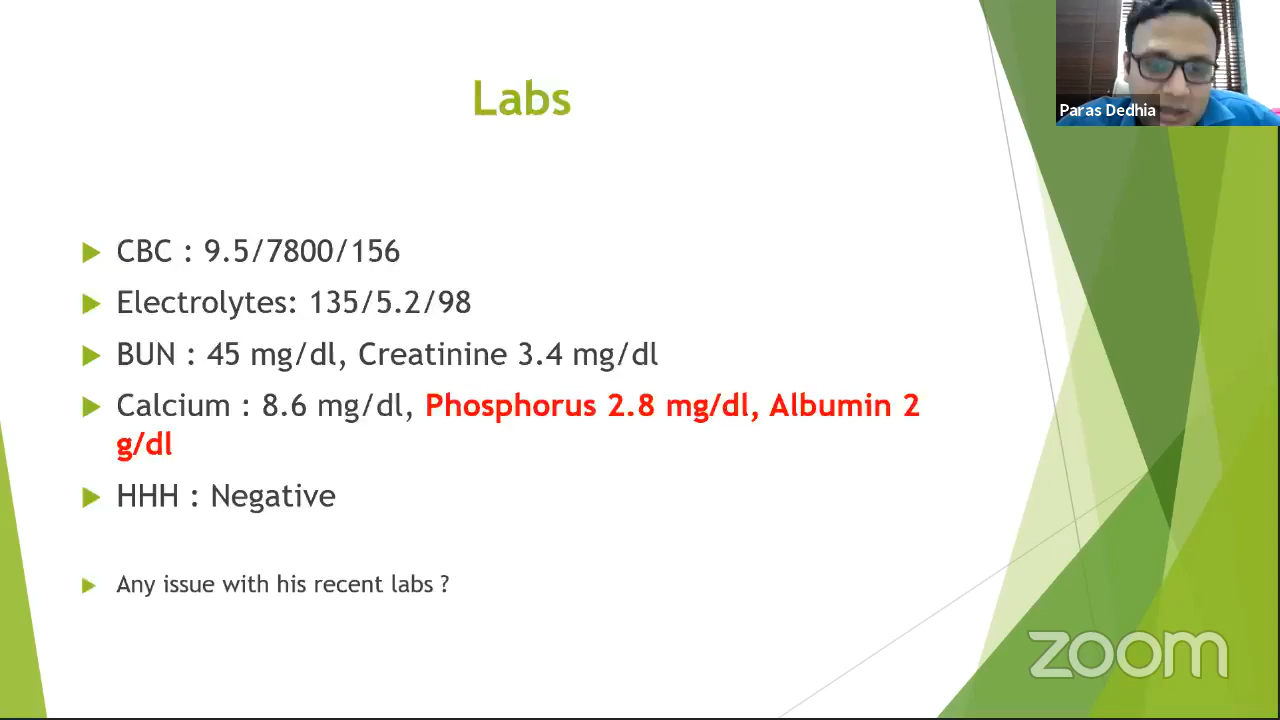 Paras Dedhia
Labs
CBC : 9.5/7800/156
Electrolytes: 135/5.2/98
BUN : 45 mg/dl, Creatinine 3.4 mg/dl
Calcium : 8.6 mg/dl, Phosphorus 2.8 mg/dl, Albumin 2
g/dl
HHH : Negative
Any issue with his recent labs ?
zoom